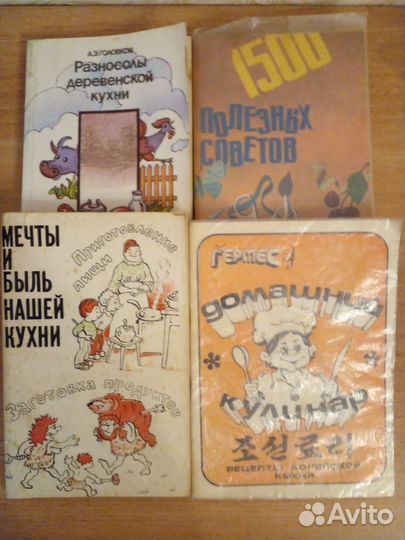 А.З.ГОЛОВКОВ
Разносолы
деревенской
кухни
1500
ПОЛЕЗНЫХ
СОВЕТОВ
МЕЧТЫ
И
БЫЛЬ
НАШЕЙ
КУХНИ
Приготовление
пищи
Заготовка продуктов
ГЕРМЕС
домашний
кулинар
조선료리
РЕЦЕПТЫ КОРЕЙСКОЙ
КУХНИ
Avito